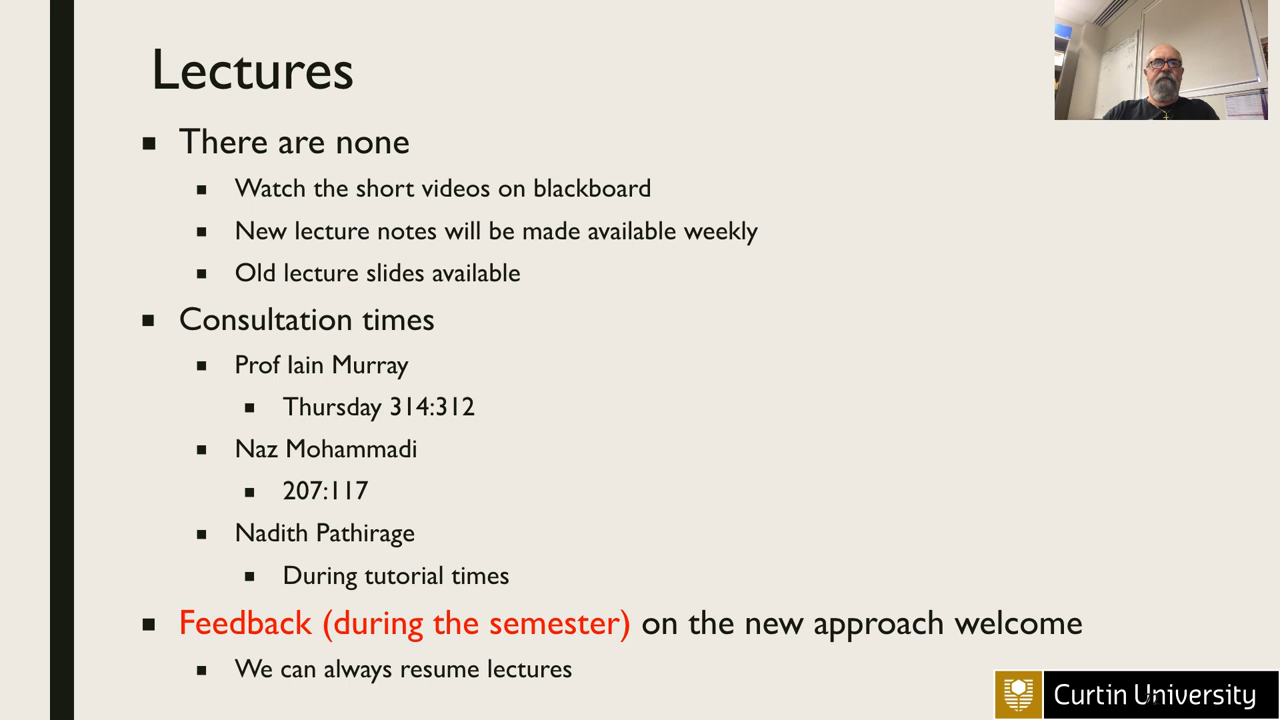 Lectures
There are none
Watch the short videos on blackboard
New lecture notes will be made available weekly
Old lecture slides available
Consultation times
Prof Iain Murray
Thursday 314:312
Naz Mohammadi
207:117
Nadith Pathirage
During tutorial times
Feedback (during the semester) on the new approach welcome
We can always resume lectures
Curtin University